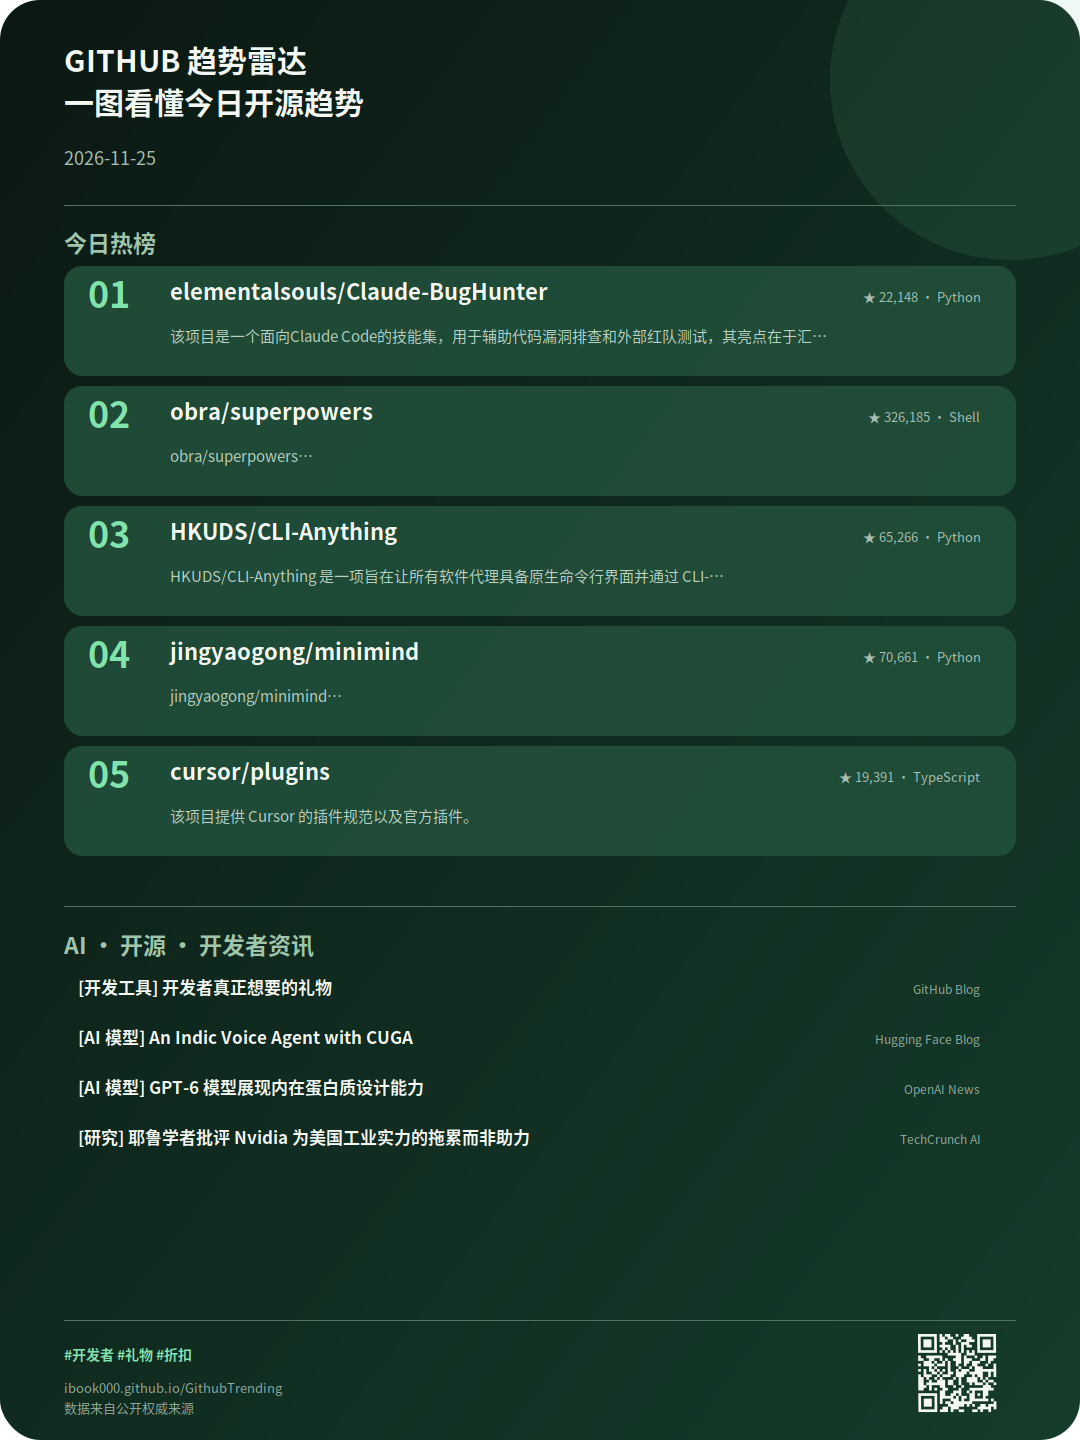 GITHUB 趋势雷达
一图看懂今日开源趋势
2026-11-25
今日热榜
01
elementalsouls/Claude-BugHunter
★ 22,148 • Python
该项目是一个面向Claude Code的技能集，用于辅助代码漏洞排查和外部红队测试，其亮点在于汇…
02
obra/superpowers
★ 326,185 • Shell
obra/superpowers…
03
HKUDS/CLI-Anything
★ 65,266 • Python
HKUDS/CLI-Anything 是一项旨在让所有软件代理具备原生命令行界面并通过 CLI-…
04
jingyaogong/minimind
★ 70,661 • Python
jingyaogong/minimind…
05
cursor/plugins
★ 19,391 • TypeScript
该项目提供 Cursor 的插件规范以及官方插件。
AI • 开源 • 开发者资讯
[开发工具] 开发者真正想要的礼物
GitHub Blog
[AI 模型] An Indic Voice Agent with CUGA
Hugging Face Blog
[AI 模型] GPT-6 模型展现内在蛋白质设计能力
OpenAI News
[研究] 耶鲁学者批评 Nvidia 为美国工业实力的拖累而非助力
TechCrunch AI
#开发者 #礼物 #折扣
ibook000.github.io/GithubTrending
数据来自公开权威来源